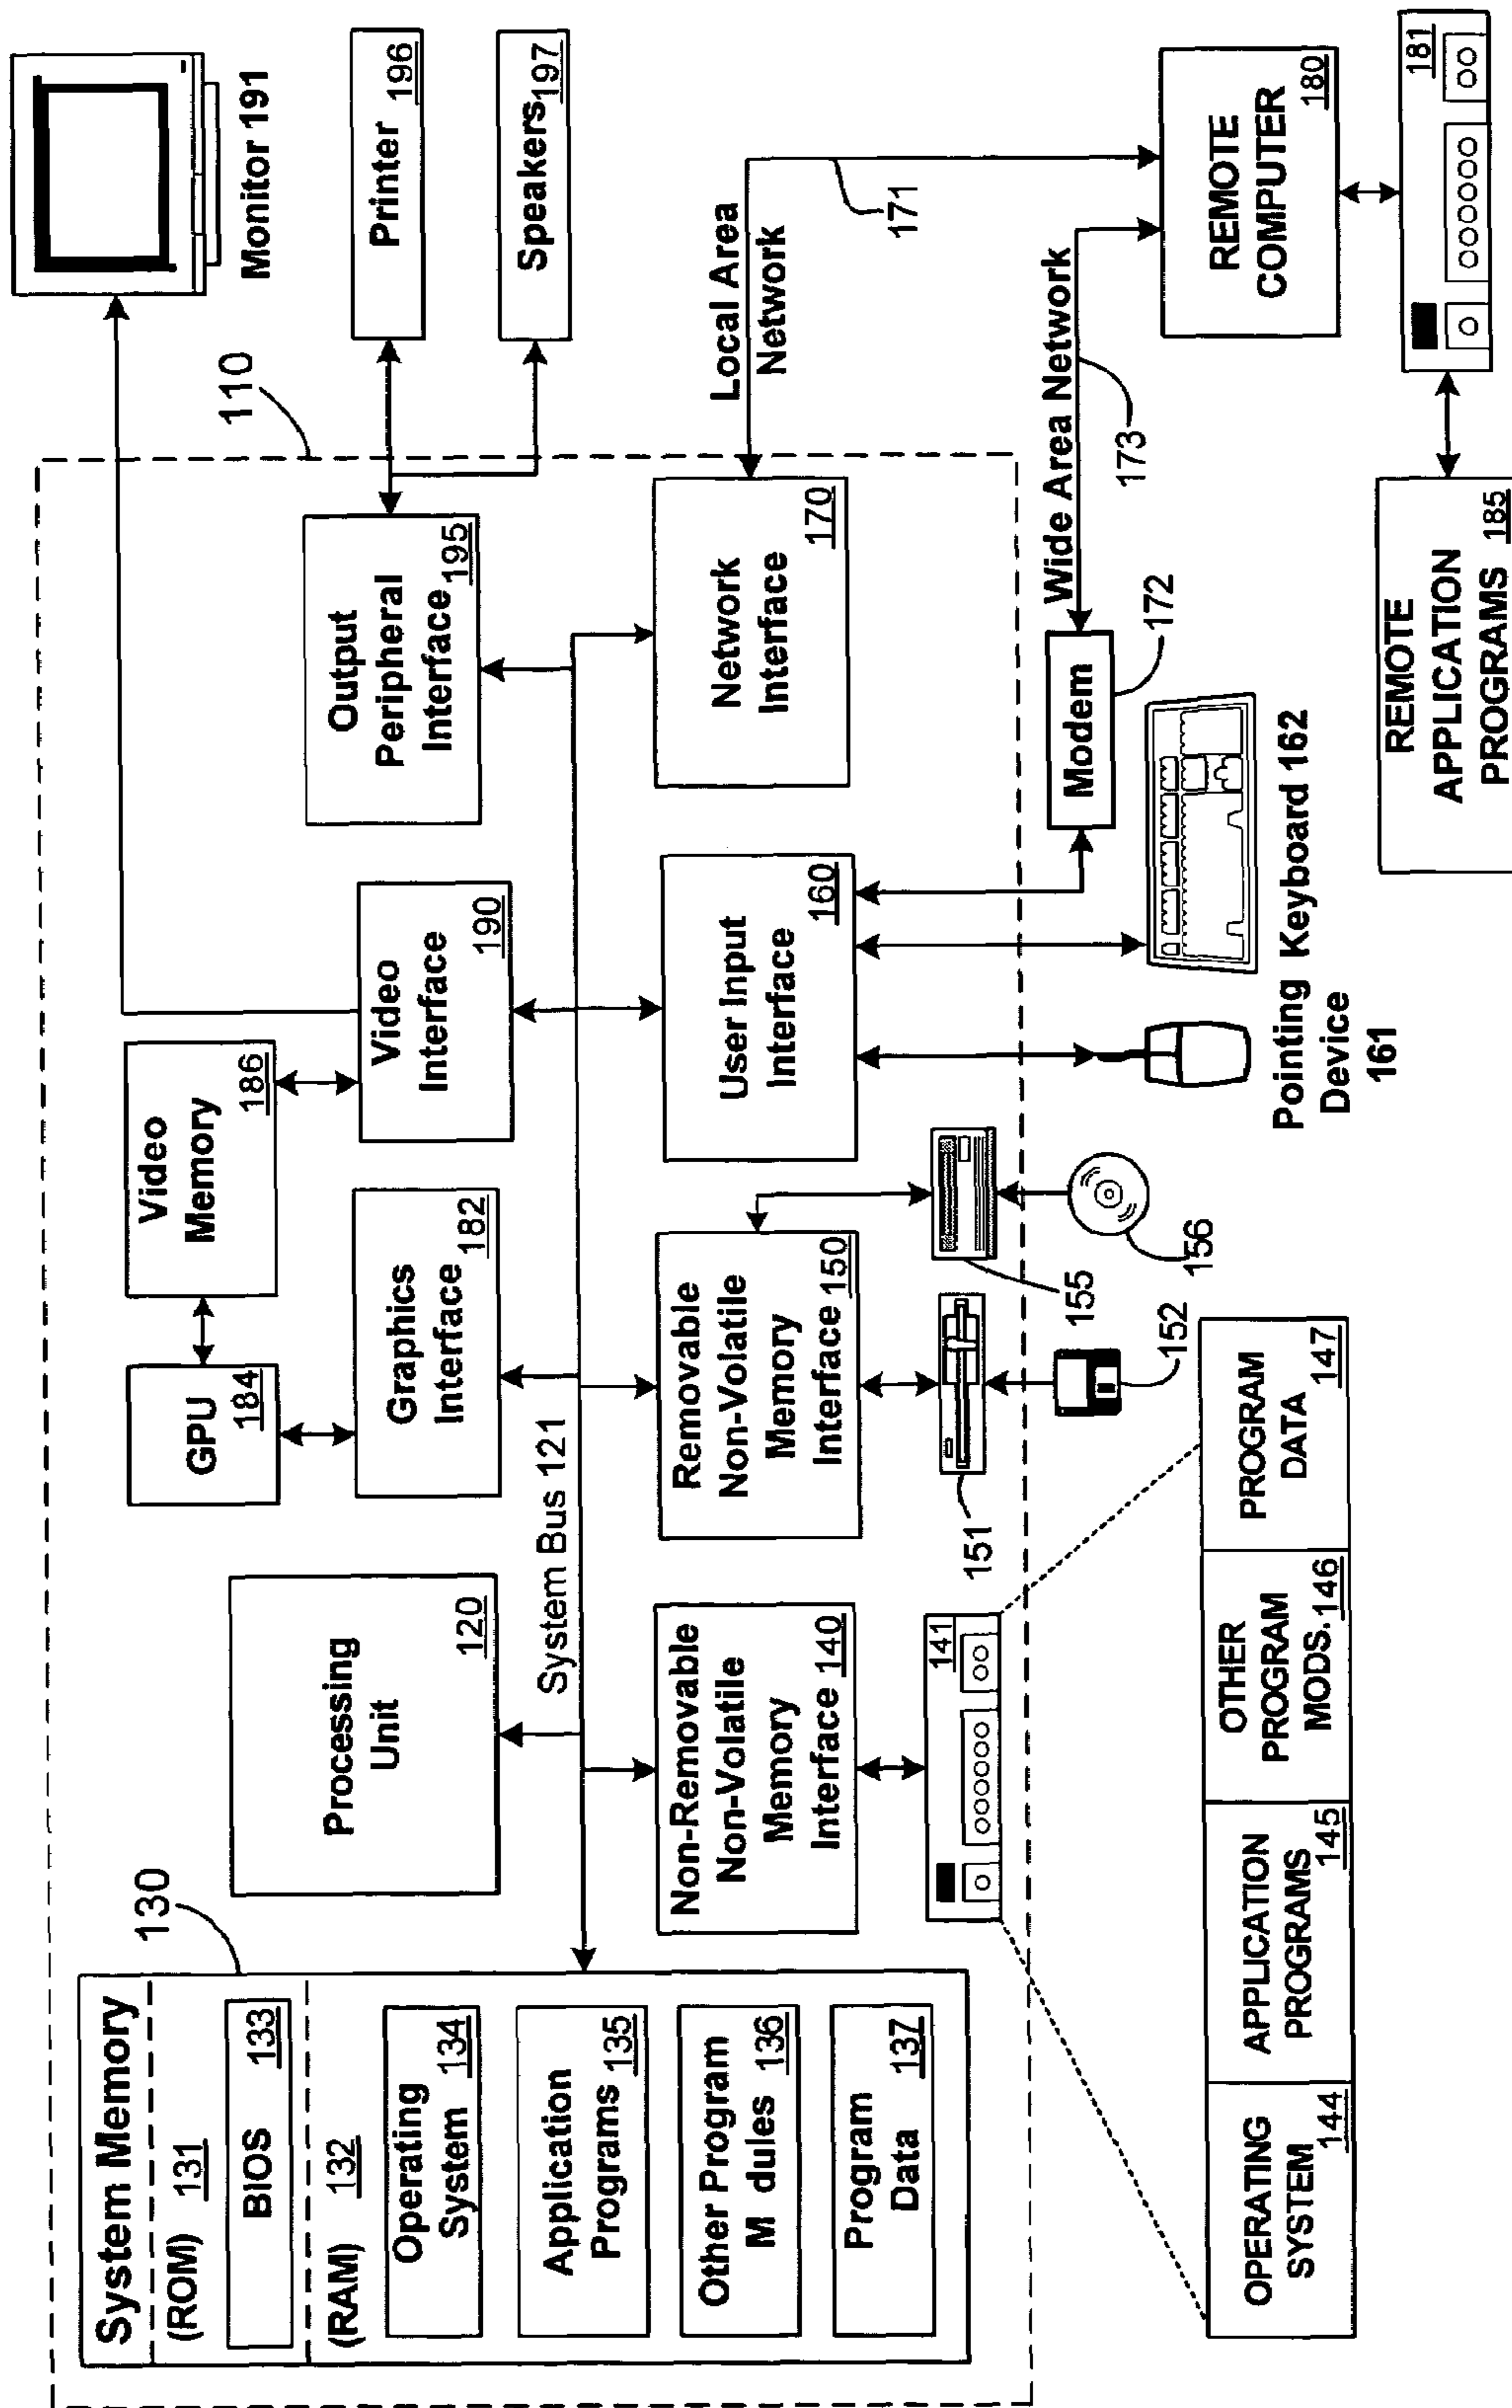 System Memory
(ROM) 131
BIOS 133
(RAM) 132
Operating
System 134
Application
Programs 135
Other Program
M dules 136
Program
Data 137
130
Processing
Unit
120
System Bus 121
GPU
184
Video
Memory
186
Graphics
Interface
182
Video
Interface
190
Output
Peripheral
Interface 195
110
Monitor 191
Printer 196
Speakers 197
Non-Removable
Non-Volatile
Memory
Interface 140
Removable
Non-Volatile
Memory
Interface 150
User Input
Interface
160
Network
Interface
170
Local Area
Network
171
141
151
152
155
156
Pointing
Device
161
Keyboard 162
Modem
172
Wide Area Network
173
REMOTE
COMPUTER
180
181
OPERATING
SYSTEM
144
APPLICATION
PROGRAMS
145
OTHER
PROGRAM
MODS. 146
PROGRAM
DATA
147
REMOTE
APPLICATION
PROGRAMS 185